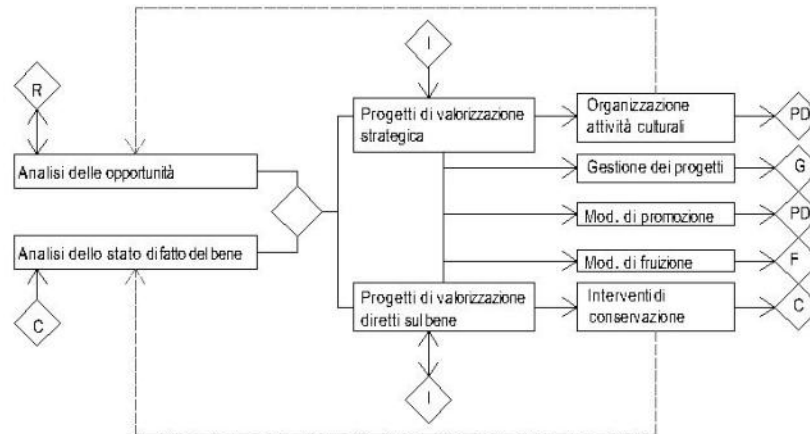 I
R
Progetti di valorizzazione
strategica
Organizzazione
attività culturali
PD
Analisi delle opportunità
Gestione dei progetti
G
Mod. di promozione
PD
Analisi dello stato di fatto del bene
Mod. di fruizione
F
Progetti di valorizzazione
diretti sul bene
Interventi di
conservazione
C
C
I